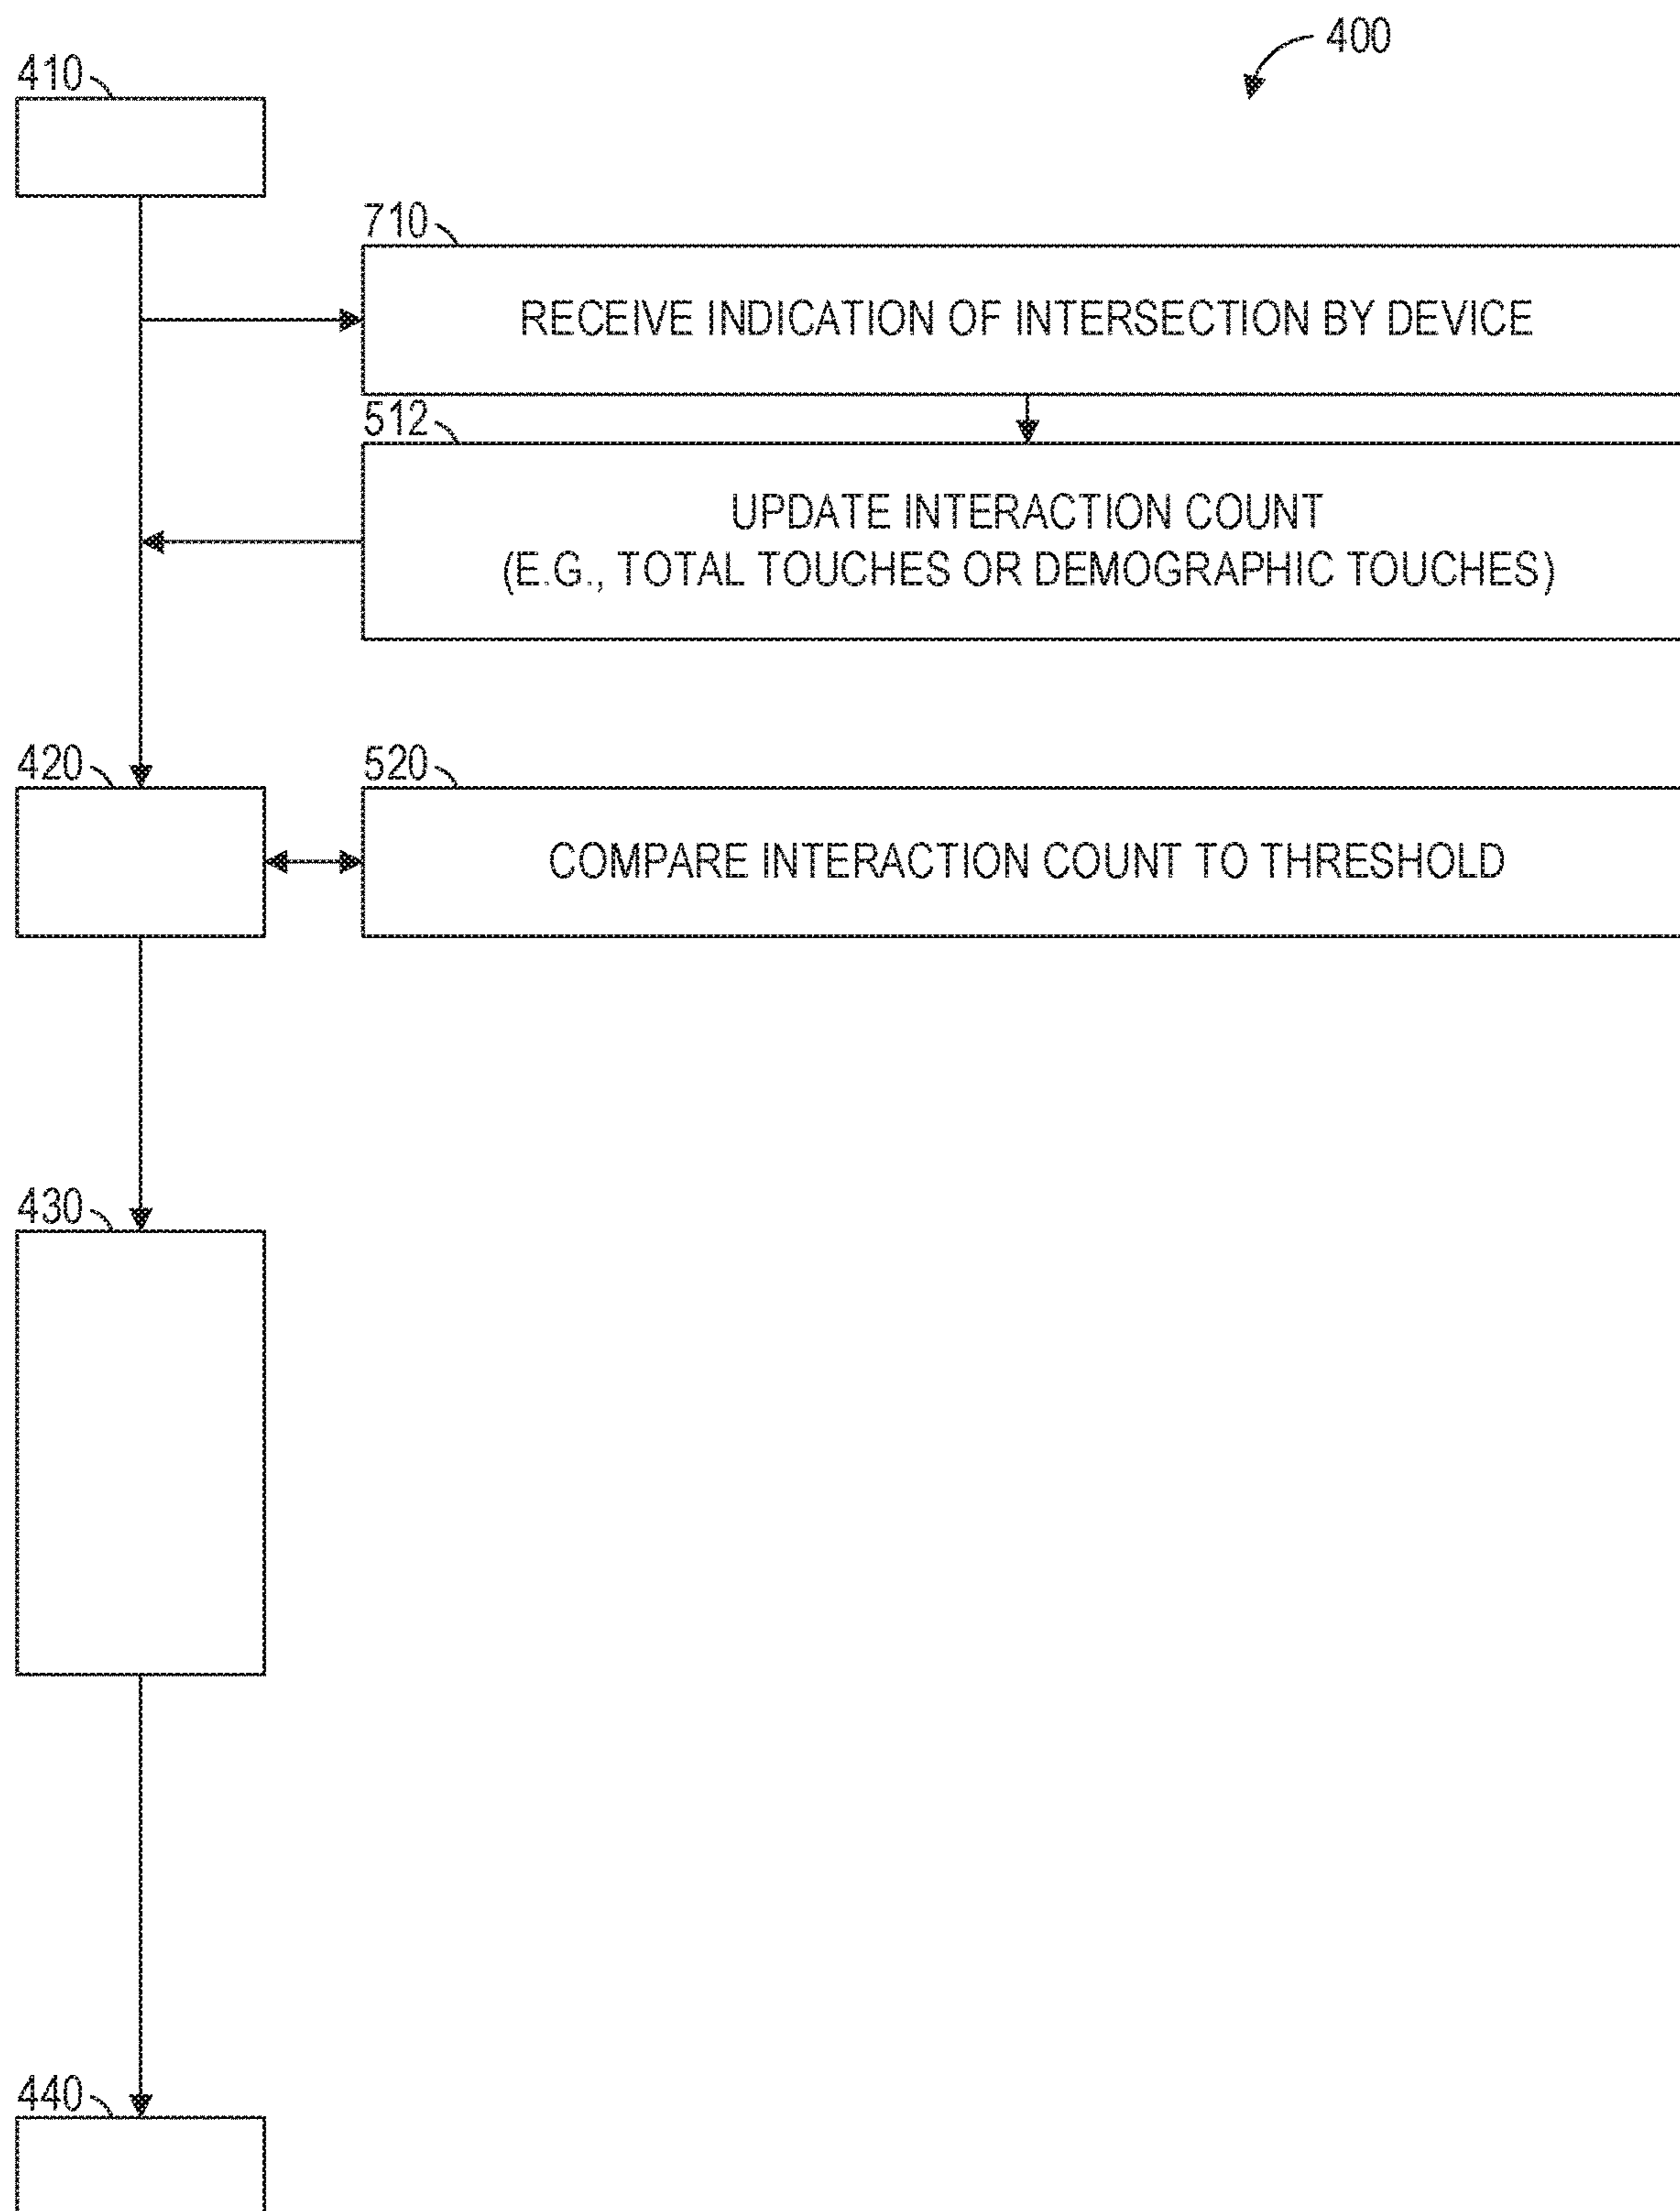 400
410
710
RECEIVE INDICATION OF INTERSECTION BY DEVICE
512
UPDATE INTERACTION COUNT
(E.G., TOTAL TOUCHES OR DEMOGRAPHIC TOUCHES)
420
520
COMPARE INTERACTION COUNT TO THRESHOLD
430
440